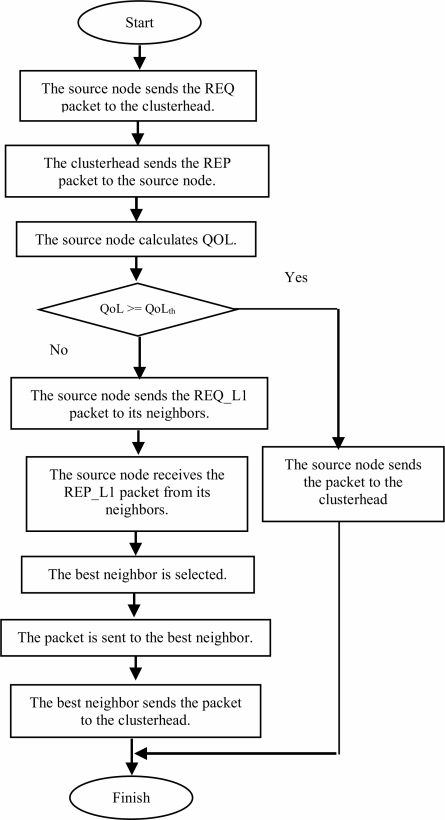 Start
The source node sends the REQ
packet to the clusterhead.
The clusterhead sends the REP
packet to the source node.
The source node calculates QOL.
Yes
QoL >= QoLth
No
The source node sends the REQ_L1
packet to its neighbors.
The source node receives the
REP_L1 packet from its
neighbors.
The source node sends
the packet to the
clusterhead
The best neighbor is selected.
The packet is sent to the best neighbor.
The best neighbor sends the packet
to the clusterhead.
Finish